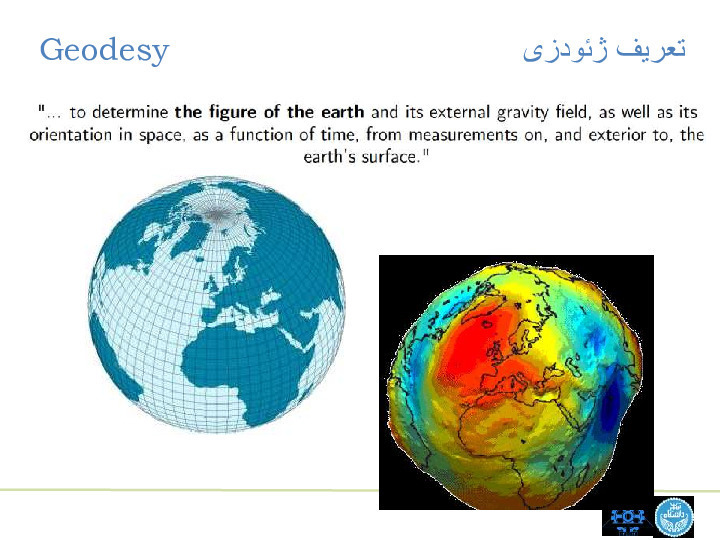 Geodesy
تعریف ژئودزی
"... to determine the figure of the earth and its external gravity field, as well as its
orientation in space, as a function of time, from measurements on, and exterior to, the
earth's surface."